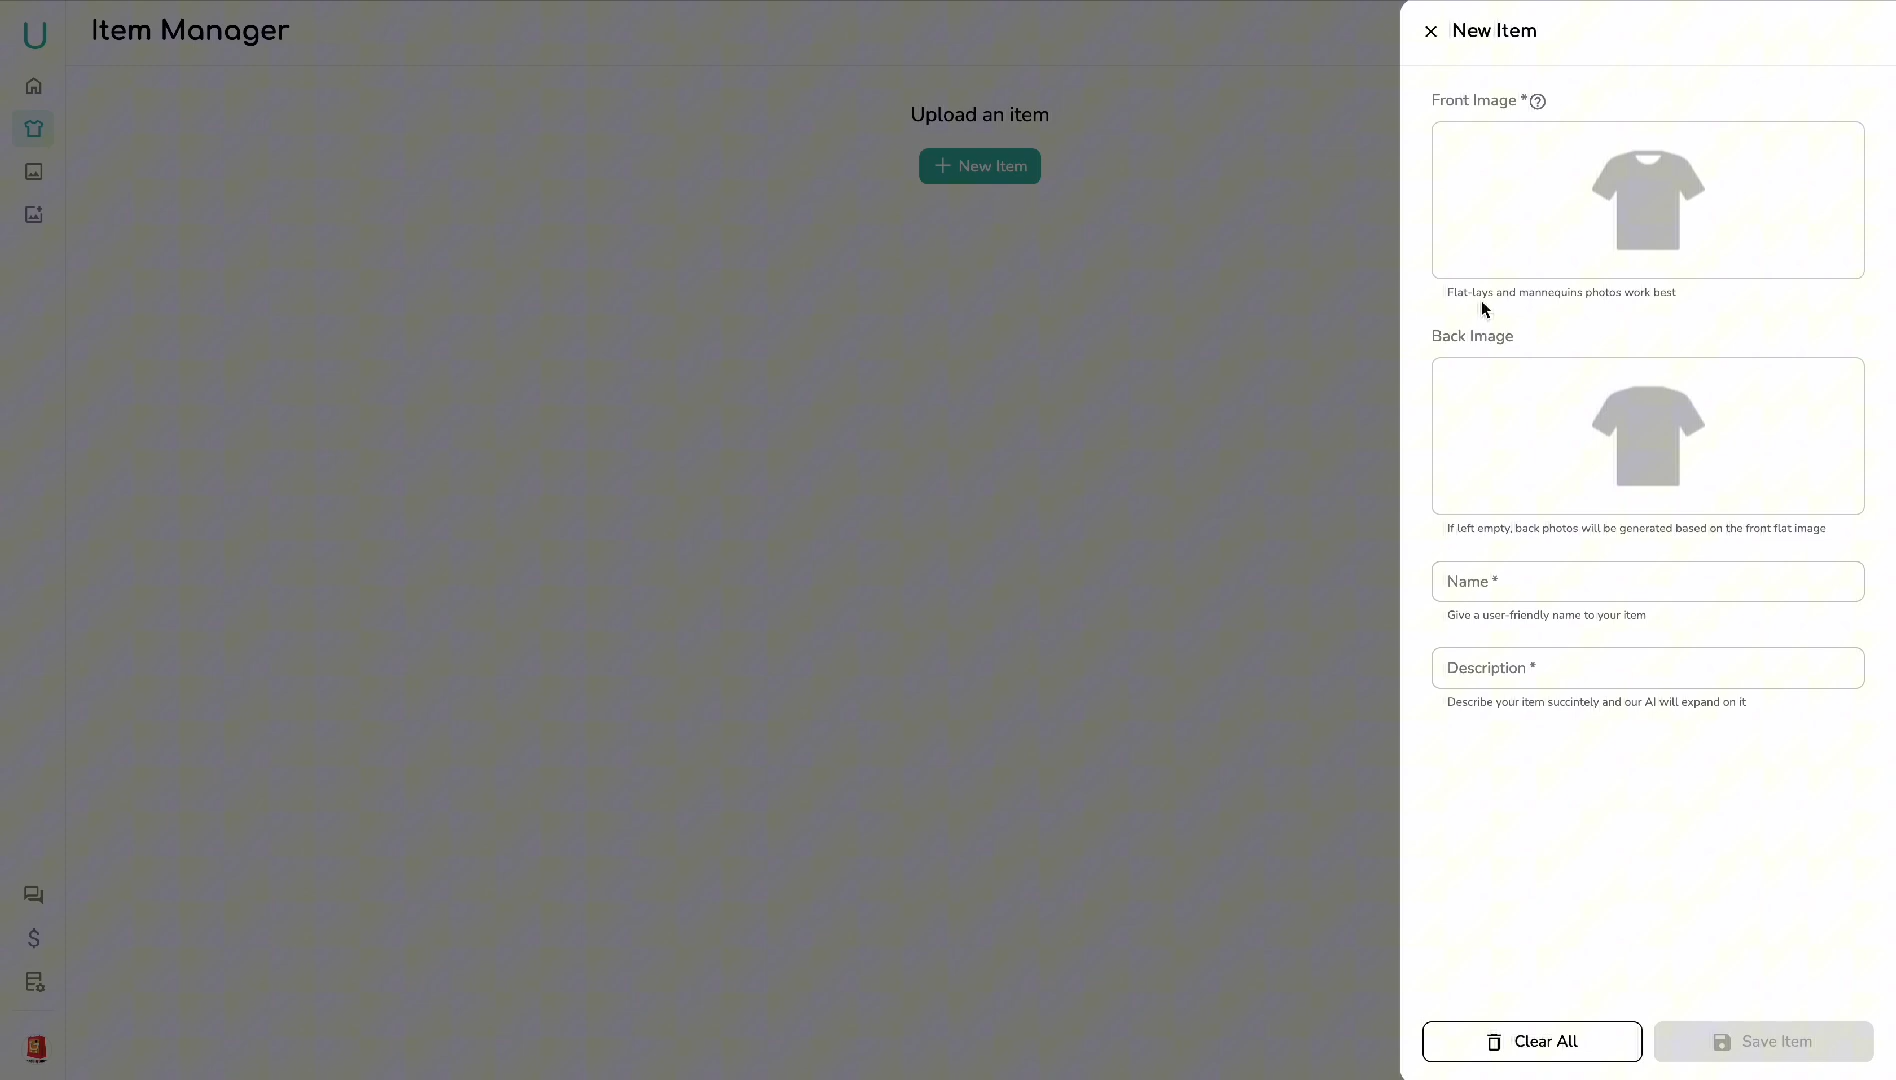 Item Manager
Upload an item
New Item
New Item
Front Image *
Flat-lays and mannequins photos work best
Back Image
If left empty, back photos will be generated based on the front flat image
Name *
Give a user-friendly name to your item
Description *
Describe your item succintely and our AI will expand on it
Clear All
Save Item